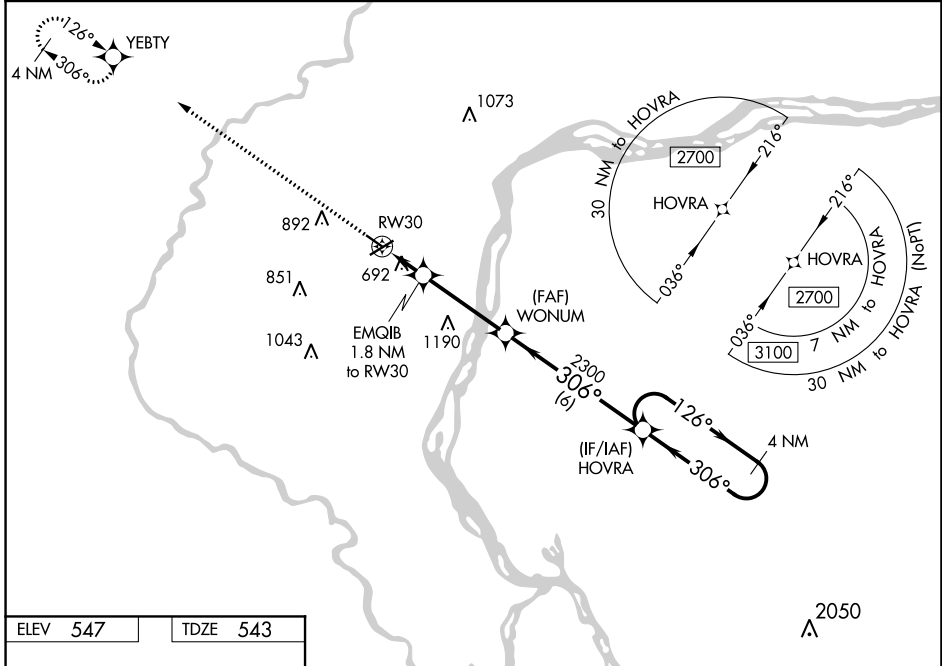 126°
YEBTY
4 NM
306°
1073
30 NM to HOVRA
2700
216°
HOVRA
036°
216°
HOVRA
2700
036°
3100
7 NM to HOVRA
30 NM to HOVRA (NoPT)
892
RW30
692
851
1043
EMQIB
1.8 NM
to RW30
1190
(FAF)
WONUM
2300
306°
(6)
126°
4 NM
306°
(IF/IAF)
HOVRA
2050
ELEV 547
TDZE 543